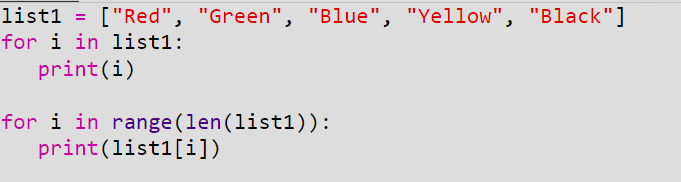 list1 = ["Red", "Green", "Blue", "Yellow", "Black"]
for i in list1:
   print(i)

for i in range(len(list1)):
   print(list1[i])